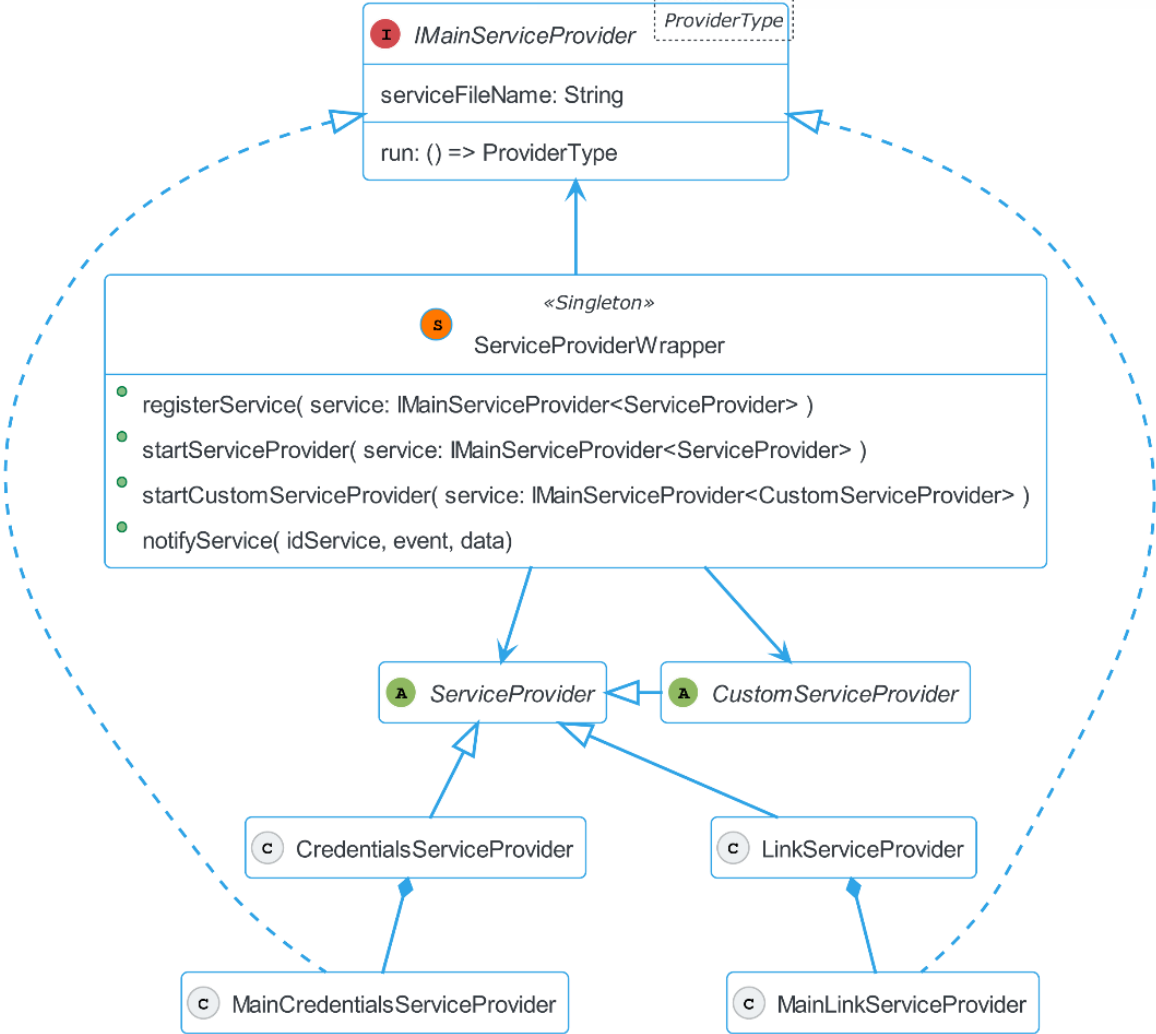 ProviderType
I IMainServiceProvider
serviceFileName: String
run: () => ProviderType
«Singleton»
S
ServiceProviderWrapper
registerService( service: IMainServiceProvider<ServiceProvider> )
startServiceProvider( service: IMainServiceProvider<ServiceProvider> )
startCustomServiceProvider( service: IMainServiceProvider<CustomServiceProvider> )
notifyService( idService, event, data)
A ServiceProvider
A CustomServiceProvider
C CredentialsServiceProvider
C LinkServiceProvider
C MainCredentialsServiceProvider
C MainLinkServiceProvider